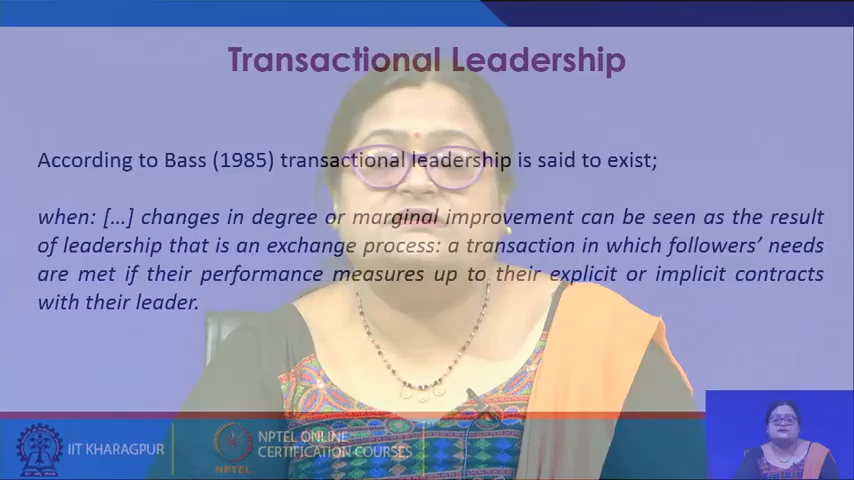 Transactional Leadership
According to Bass (1985) transactional leadership is said to exist;
when: [...] changes in degree or marginal improvement can be seen as the result
of leadership that is an exchange process: a transaction in which followers' needs
are met if their performance measures up to their explicit or implicit contracts
with their leader.
IIT KHARAGPUR
NPTEL
NPTEL ONLINE
CERTIFICATION COURSES